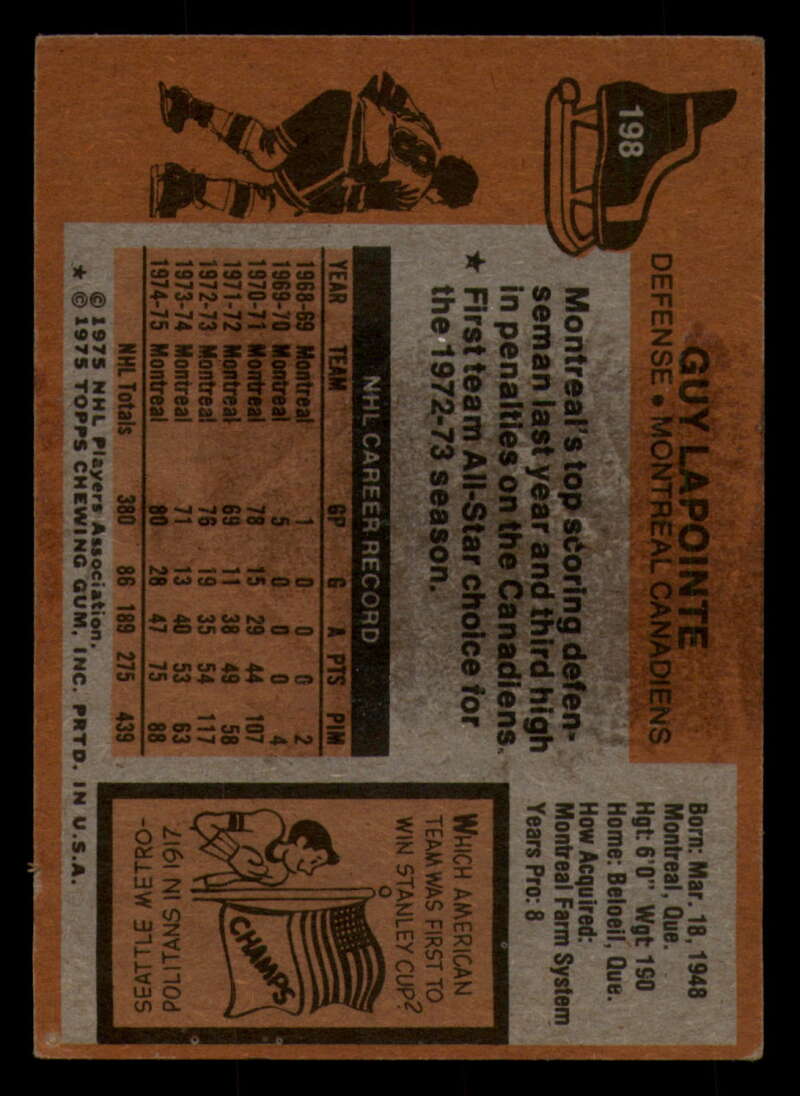 198
GUY LAPOINTE
DEFENSE • MONTREAL CANADIENS
Born: Mar. 18, 1948
Montreal, Que.
Hgt: 6'0" Wgt: 190
Home: Beloeil, Que.
How Acquired:
Montreal Farm System
Years Pro: 8
Montreal's top scoring defen-
seman last year and third high
in penalties on the Canadiens.
★ First team All-Star choice for
the 1972-73 season.
8
NHL CAREER RECORD
YEAR TEAM GP G A PTS PIM
1968-69 Montreal 1 0 0 0 2
1969-70 Montreal 5 0 0 0 4
1970-71 Montreal 78 15 29 44 107
1971-72 Montreal 69 11 38 49 58
1972-73 Montreal 76 19 35 54 117
1973-74 Montreal 71 13 40 53 63
1974-75 Montreal 80 28 47 75 88
NHL Totals 380 86 189 275 439
© 1975 NHL Players Association.
★ © 1975 TOPPS CHEWING GUM, INC. PRTD. IN U.S.A.
WHICH AMERICAN
TEAM WAS FIRST TO
WIN STANLEY CUP?
CHAMPS
SEATTLE METRO-
POLITANS IN 1917.